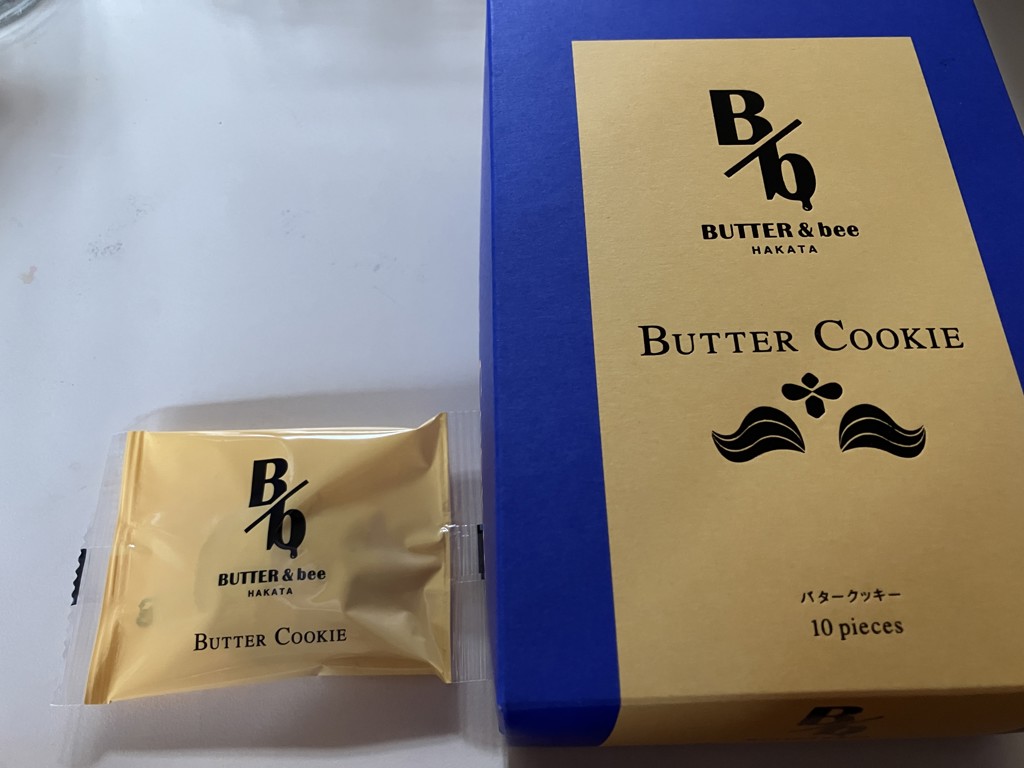 B/b
BUTTER & bee
HAKATA
BUTTER COOKIE
バタークッキー
10 pieces
B/b
BUTTER & bee
HAKATA
BUTTER COOKIE